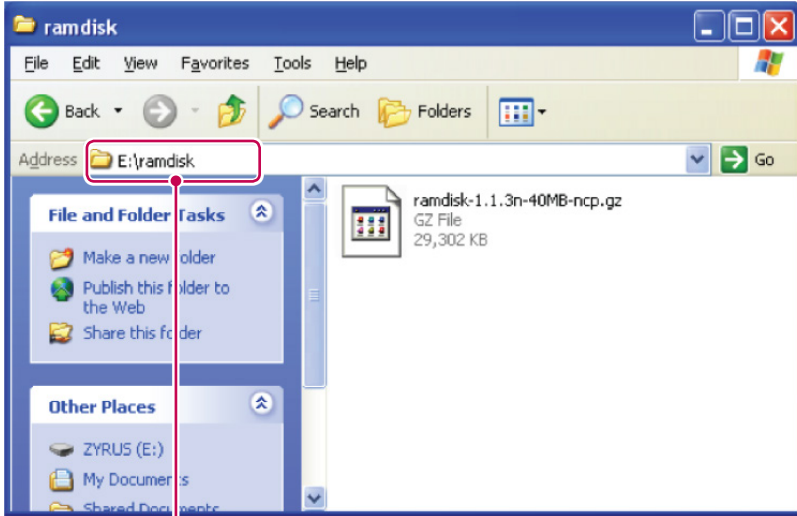 ramdisk
File Edit View Favorites Tools Help
Back Search Folders
Address E:\ramdisk Go
File and Folder Tasks
Make a new folder
Publish this folder to
the Web
Share this folder
Other Places
ZYRUS (E:)
My Documents
Shared Documents
ramdisk-1.1.3n-40MB-ncp.gz
GZ File
29,302 KB